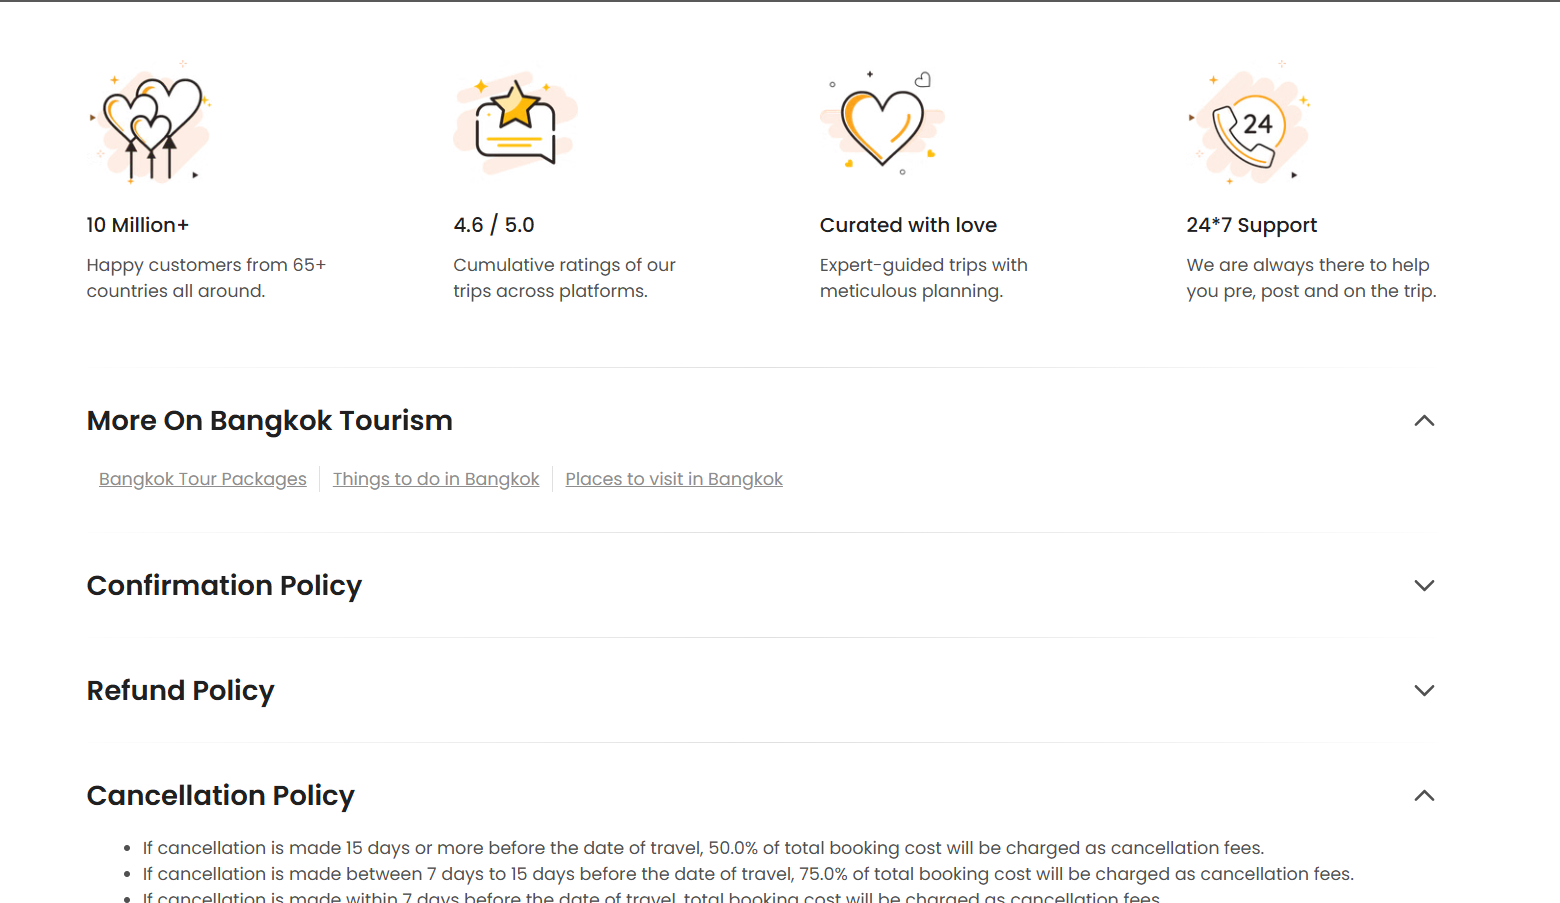 24
10 Million+
Happy customers from 65+
countries all around.
4.6 / 5.0
Cumulative ratings of our
trips across platforms.
Curated with love
Expert-guided trips with
meticulous planning.
24*7 Support
We are always there to help
you pre, post and on the trip.
More On Bangkok Tourism
Bangkok Tour Packages
Things to do in Bangkok
Places to visit in Bangkok
Confirmation Policy
Refund Policy
Cancellation Policy
If cancellation is made 15 days or more before the date of travel, 50.0% of total booking cost will be charged as cancellation fees.
If cancellation is made between 7 days to 15 days before the date of travel, 75.0% of total booking cost will be charged as cancellation fees.
If cancellation is made within 7 days before the date of travel, total booking cost will be charged as cancellation fees.